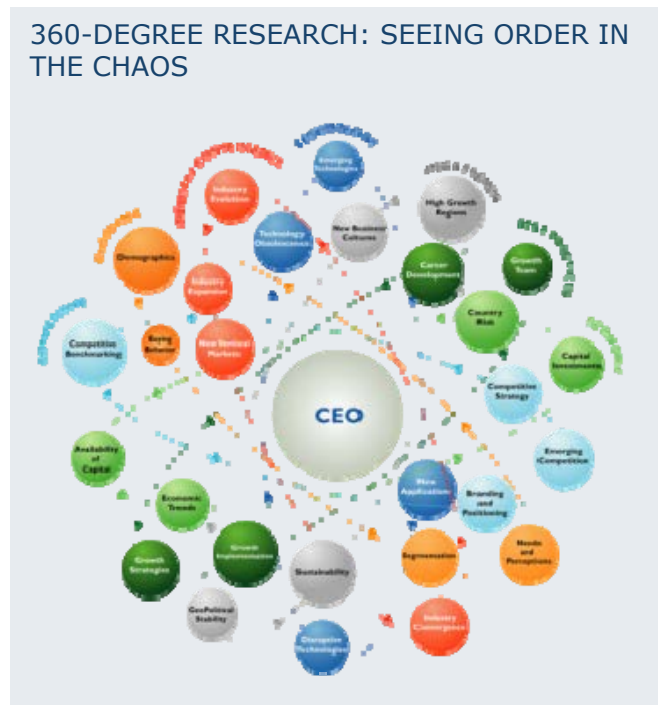 360-DEGREE RESEARCH: SEEING ORDER IN
THE CHAOS
Emerging
Technologies
Industry
Evolution
High Growth
Regions
Technology
Obsolescence
New Business
Cultures
Demographics
Career
Development
Growth
Team
Industry
Expansion
Country
Risk
Competitive
Benchmarking
Buying
Behavior
New Vertical
Markets
Capital
Investments
Competitive
Strategy
CEO
Availability
of
Capital
Emerging
Competition
New
Applications
Branding
and
Positioning
Economic
Trends
Growth
Strategies
Growth
Implementation
Sustainability
Segmentation
Needs
and
Perceptions
GeoPolitical
Stability
Disruptive
Technologies
Industry
Convergence